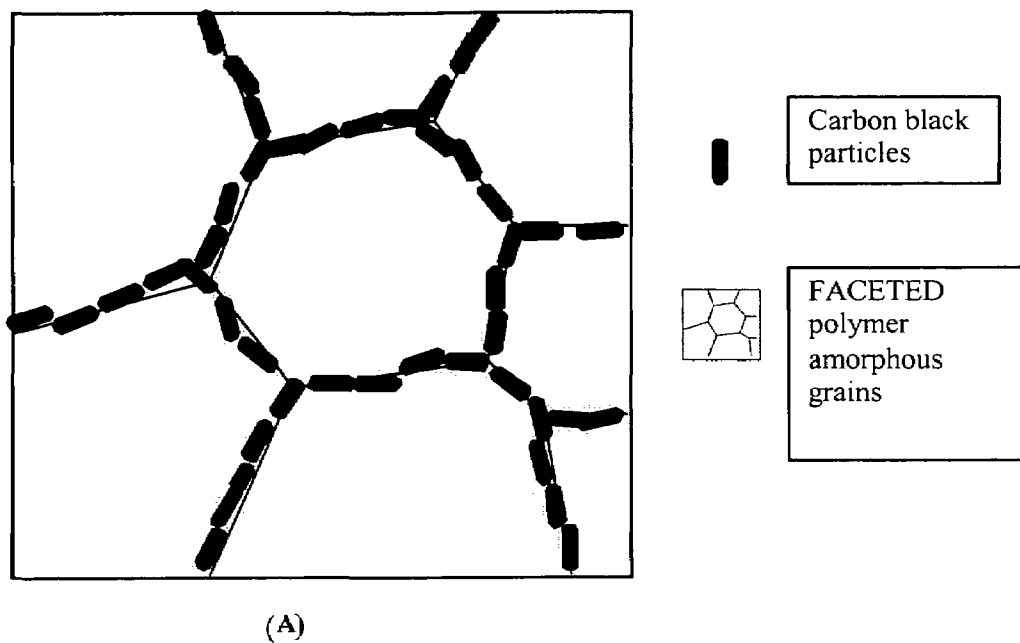 Carbon black
particles
FACETED
polymer
amorphous
grains
(A)